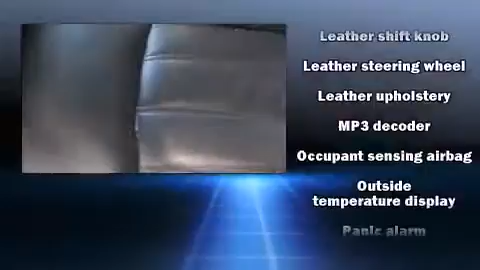 Leather shift knob
Leather steering wheel
Leather upholstery
MP3 decoder
Occupant sensing airbag
Outside
temperature display
Panic alarm